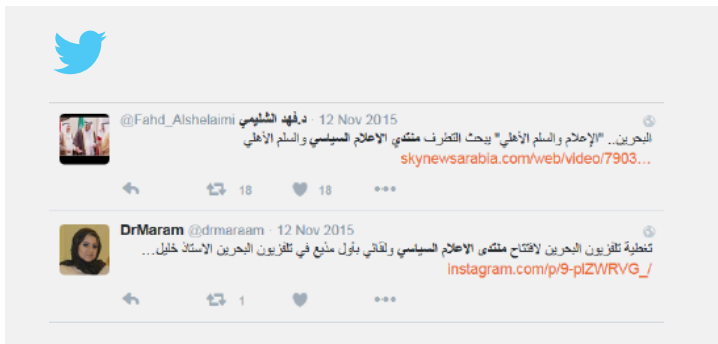 د.فهد الشليمي @Fahd_Alshelaimi · 12 Nov 2015
البحرين.. "الإعلام والسلم الأهلي" يبحث التطرف منتدي الاعلام السياسي والسلم الأهلي
skynewsarabia.com/web/video/7903...
18 18
DrMaram @drmaraam · 12 Nov 2015
تغطية تلفزيون البحرين لافتتاح منتدى الاعلام السياسي ولقائي بأول مذيع في تلفزيون البحرين الاستاذ خليل...
instagram.com/p/9-plZWRVG_/
1